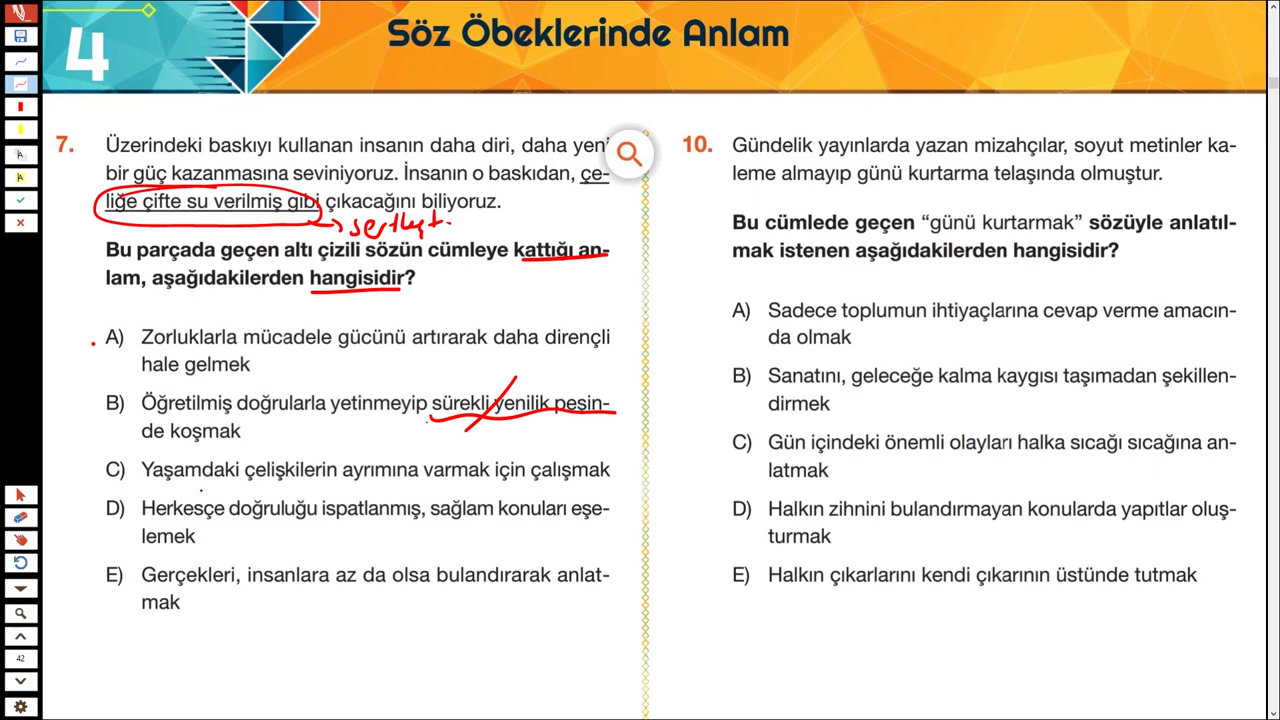 4
Söz Öbeklerinde Anlam
7. Üzerindeki baskıyı kullanan insanın daha diri, daha yeni
bir güç kazanmasına seviniyoruz. İnsanın o baskıdan, çe-
liğe çifte su verilmiş gibi çıkacağını biliyoruz.
Bu parçada geçen altı çizili sözün cümleye kattığı an-
lam, aşağıdakilerden hangisidir?
A) Zorluklarla mücadele gücünü artırarak daha dirençli
hale gelmek
B) Öğretilmiş doğrularla yetinmeyip sürekli yenilik peşin-
de koşmak
C) Yaşamdaki çelişkilerin ayrımına varmak için çalışmak
D) Herkesçe doğruluğu ispatlanmış, sağlam konuları eşe-
lemek
E) Gerçekleri, insanlara az da olsa bulandırarak anlat-
mak
10. Gündelik yayınlarda yazan mizahçılar, soyut metinler ka-
leme almayıp günü kurtarma telaşında olmuştur.
Bu cümlede geçen “günü kurtarmak” sözüyle anlatıl-
mak istenen aşağıdakilerden hangisidir?
A) Sadece toplumun ihtiyaçlarına cevap verme amacın-
da olmak
B) Sanatını, geleceğe kalma kaygısı taşımadan şekillen-
dirmek
C) Gün içindeki önemli olayları halka sıcağı sıcağına an-
latmak
D) Halkın zihnini bulandırmayan konularda yapıtlar oluş-
turmak
E) Halkın çıkarlarını kendi çıkarının üstünde tutmak
42